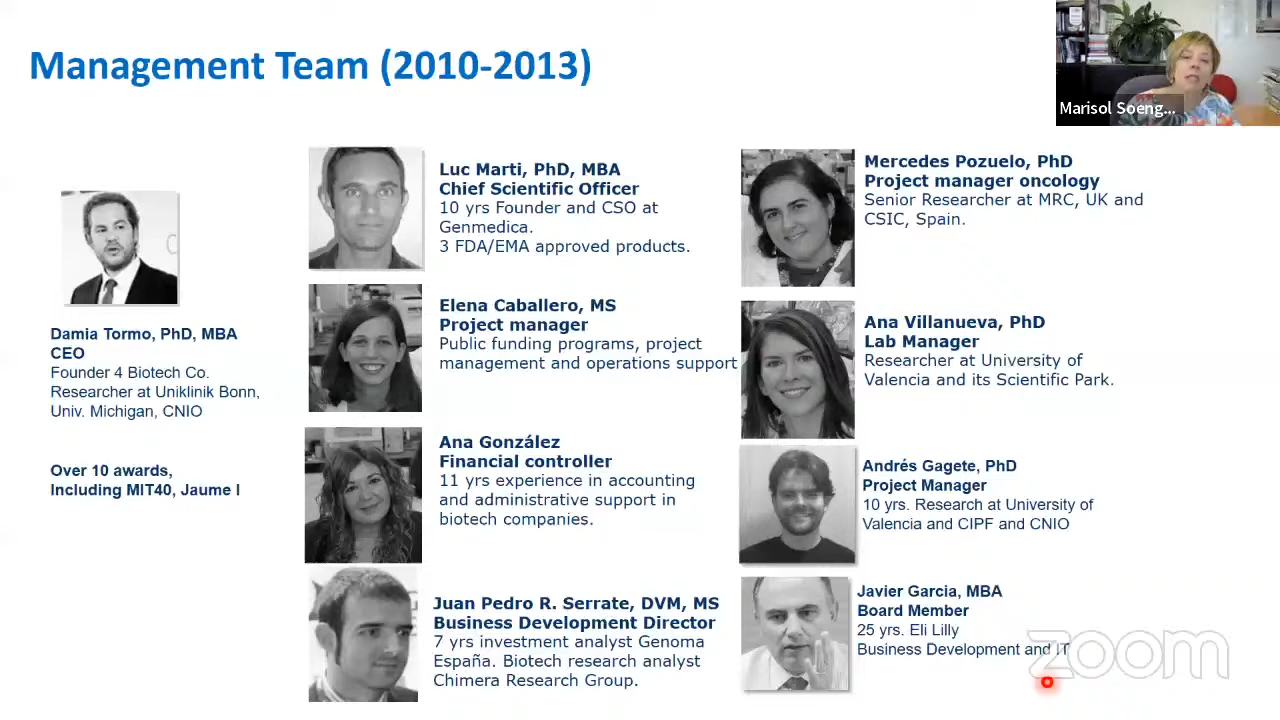 Management Team (2010-2013)
Marisol Soeng...
Damia Tormo, PhD, MBA
CEO
Founder 4 Biotech Co.
Researcher at Uniklinik Bonn,
Univ. Michigan, CNIO
Over 10 awards,
Including MIT40, Jaume I
Luc Marti, PhD, MBA
Chief Scientific Officer
10 yrs Founder and CSO at
Genmedica.
3 FDA/EMA approved products.
Elena Caballero, MS
Project manager
Public funding programs, project
management and operations support
Ana González
Financial controller
11 yrs experience in accounting
and administrative support in
biotech companies.
Juan Pedro R. Serrate, DVM, MS
Business Development Director
7 yrs investment analyst Genoma
España. Biotech research analyst
Chimera Research Group.
Mercedes Pozuelo, PhD
Project manager oncology
Senior Researcher at MRC, UK and
CSIC, Spain.
Ana Villanueva, PhD
Lab Manager
Researcher at University of
Valencia and its Scientific Park.
Andrés Gagete, PhD
Project Manager
10 yrs. Research at University of
Valencia and CIPF and CNIO
Javier Garcia, MBA
Board Member
25 yrs. Eli Lilly
Business Development and IT
zoom